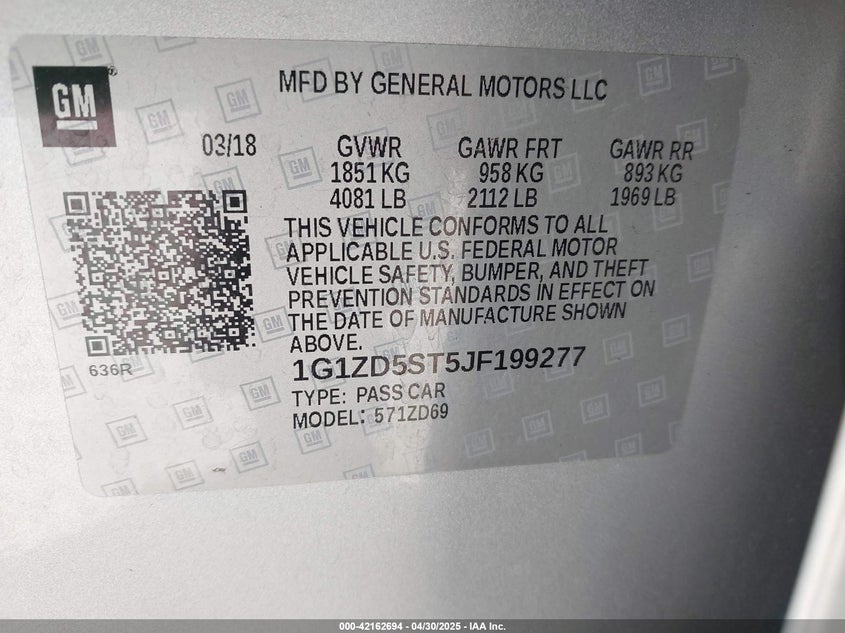 GM
MFD BY GENERAL MOTORS LLC
03/18 GVWR GAWR FRT GAWR RR
1851 KG 958 KG 893 KG
4081 LB 2112 LB 1969 LB
THIS VEHICLE CONFORMS TO ALL
APPLICABLE U.S. FEDERAL MOTOR
VEHICLE SAFETY, BUMPER, AND THEFT
PREVENTION STANDARDS IN EFFECT ON
THE DATE OF MANUFACTURE SHOWN
ABOVE.
636R
1G1ZD5ST5JF199277
TYPE: PASS CAR
MODEL: 571ZD69
000-42162694 - 04/30/2025 - IAA Inc.